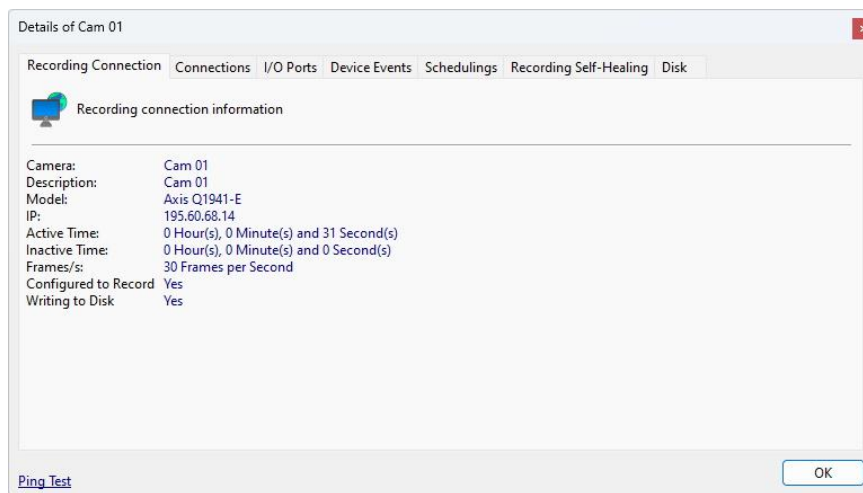 Details of Cam 01
Recording Connection Connections I/O Ports Device Events Schedulings Recording Self-Healing Disk
Recording connection information
Camera: Cam 01
Description: Cam 01
Model: Axis Q1941-E
IP: 195.60.68.14
Active Time: 0 Hour(s), 0 Minute(s) and 31 Second(s)
Inactive Time: 0 Hour(s), 0 Minute(s) and 0 Second(s)
Frames/s: 30 Frames per Second
Configured to Record Yes
Writing to Disk Yes
Ping Test OK